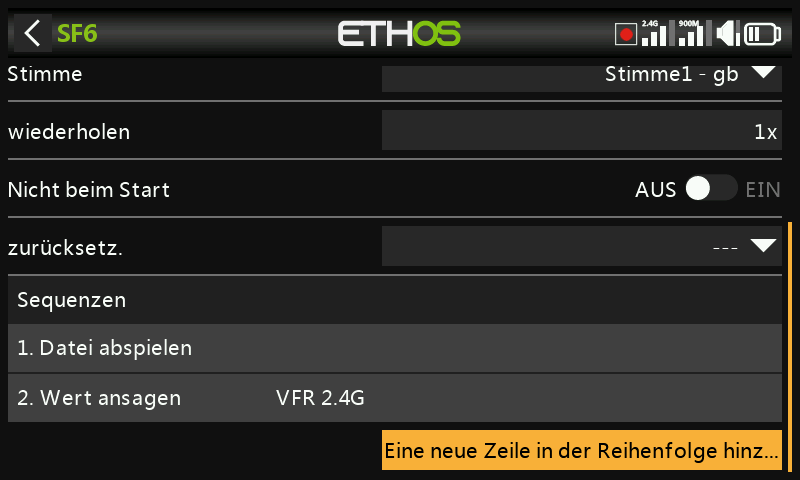 SF6 ETHOS 2.4G 900M
Stimme Stimme1 - gb
wiederholen 1x
Nicht beim Start AUS EIN
zurücksetz. ---
Sequenzen
1. Datei abspielen
2. Wert ansagen VFR 2.4G
Eine neue Zeile in der Reihenfolge hinz...